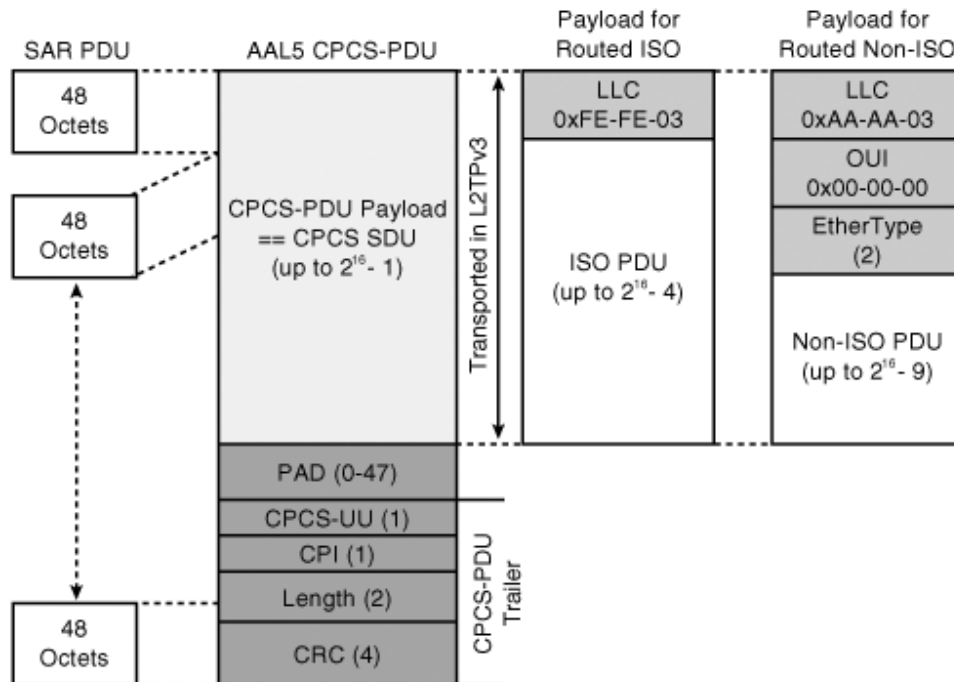 SAR PDU
48
Octets
48
Octets
48
Octets
AAL5 CPCS-PDU
CPCS-PDU Payload
== CPCS SDU
(up to 2¹⁶- 1)
PAD (0-47)
CPCS-UU (1)
CPI (1)
Length (2)
CRC (4)
Transported in L2TPv3
CPCS-PDU
Trailer
Payload for
Routed ISO
LLC
0xFE-FE-03
ISO PDU
(up to 2¹⁶- 4)
Payload for
Routed Non-ISO
LLC
0xAA-AA-03
OUI
0x00-00-00
EtherType
(2)
Non-ISO PDU
(up to 2¹⁶- 9)